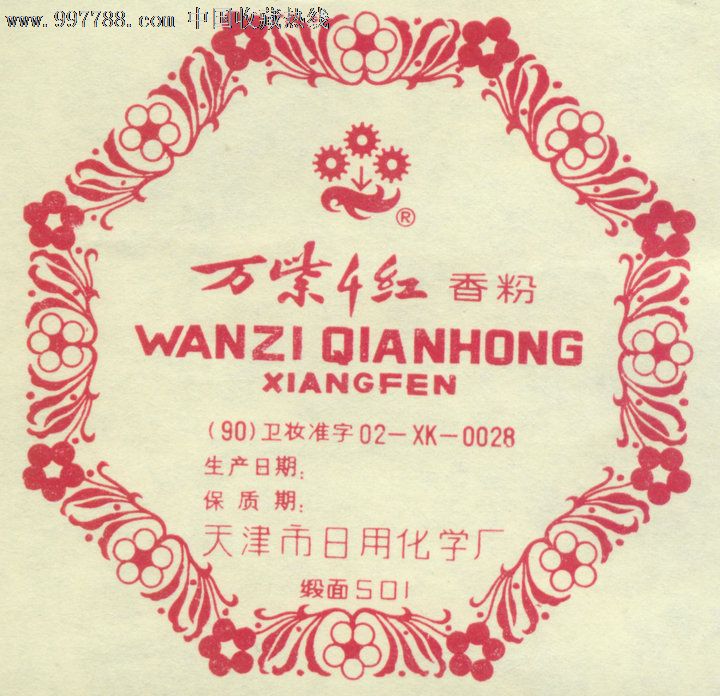 www.997788.com 中国收藏热线
®
万紫千红 香粉
WANZI QIANHONG
XIANGFEN
(90)卫妆准字02-XK-0028
生产日期:
保质期:
天津市日用化学厂
缎面501